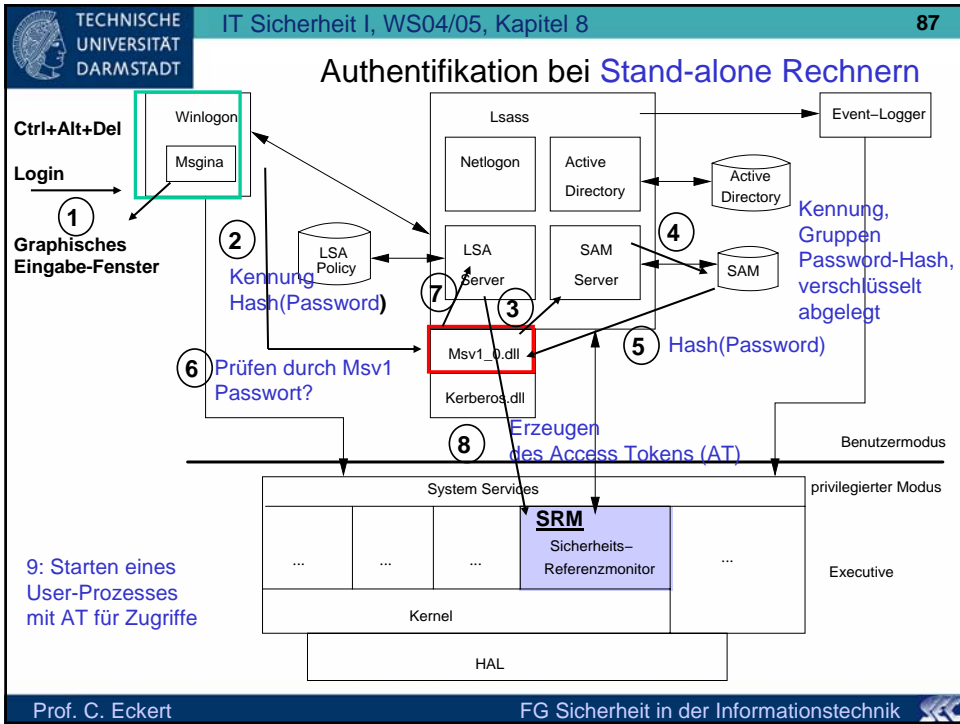 TECHNISCHE
UNIVERSITÄT
DARMSTADT
IT Sicherheit I, WS04/05, Kapitel 8
87
Authentifikation bei Stand-alone Rechnern
Ctrl+Alt+Del
Login
1
Graphisches
Eingabe-Fenster
Winlogon
Msgina
2
Kennung
Hash(Password)
LSA
Policy
Lsass
Netlogon
Active
Directory
LSA
Server
SAM
Server
7
3
Msv1_0.dll
Kerberos.dll
Event−Logger
Active
Directory
4
SAM
Kennung,
Gruppen
Password-Hash,
verschlüsselt
abgelegt
5
Hash(Password)
6
Prüfen durch Msv1
Passwort?
8
Erzeugen
des Access Tokens (AT)
Benutzermodus
privilegierter Modus
System Services
SRM
Sicherheits−
Referenzmonitor
...
...
...
...
Executive
9: Starten eines
User-Prozesses
mit AT für Zugriffe
Kernel
HAL
Prof. C. Eckert
FG Sicherheit in der Informationstechnik